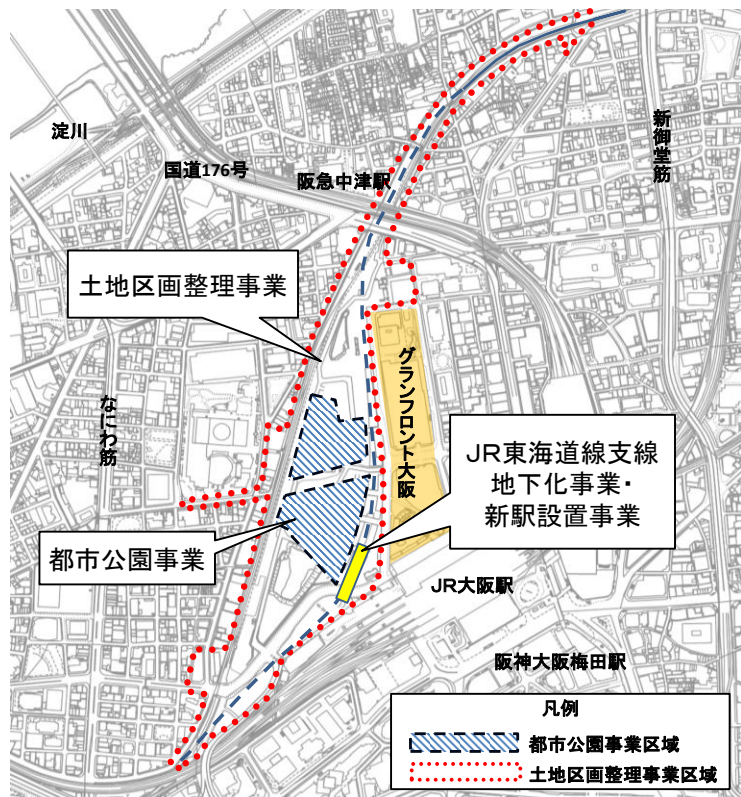 淀川
国道176号
新御堂筋
阪急中津駅
土地区画整理事業
グランフロント大阪
なにわ筋
JR東海道線支線
地下化事業・
新駅設置事業
都市公園事業
JR大阪駅
阪神大阪梅田駅
凡例
都市公園事業区域
土地区画整理事業区域